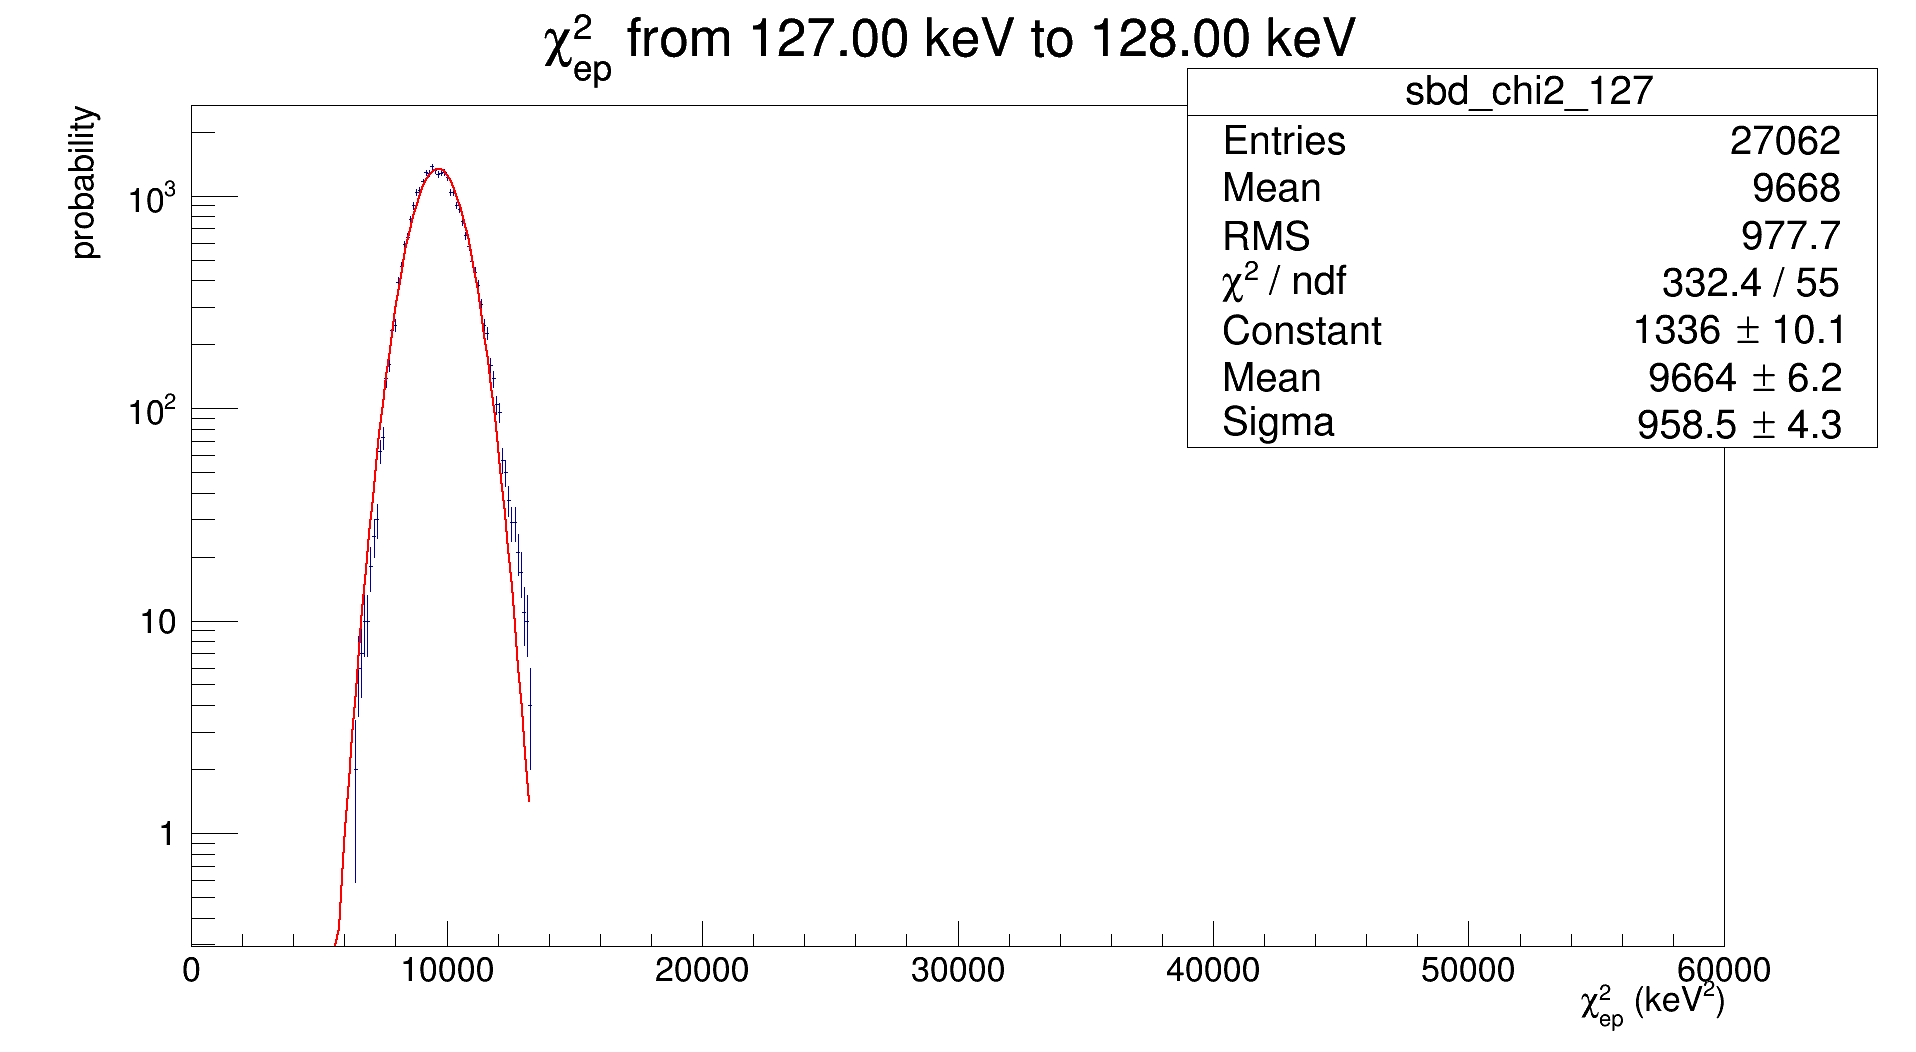 χ²ep from 127.00 keV to 128.00 keV
sbd_chi2_127
Entries 27062
Mean 9668
RMS 977.7
χ² / ndf 332.4 / 55
Constant 1336 ± 10.1
Mean 9664 ± 6.2
Sigma 958.5 ± 4.3
probability
10³
10²
10
1
0 10000 20000 30000 40000 50000 60000
χ²ep (keV²)